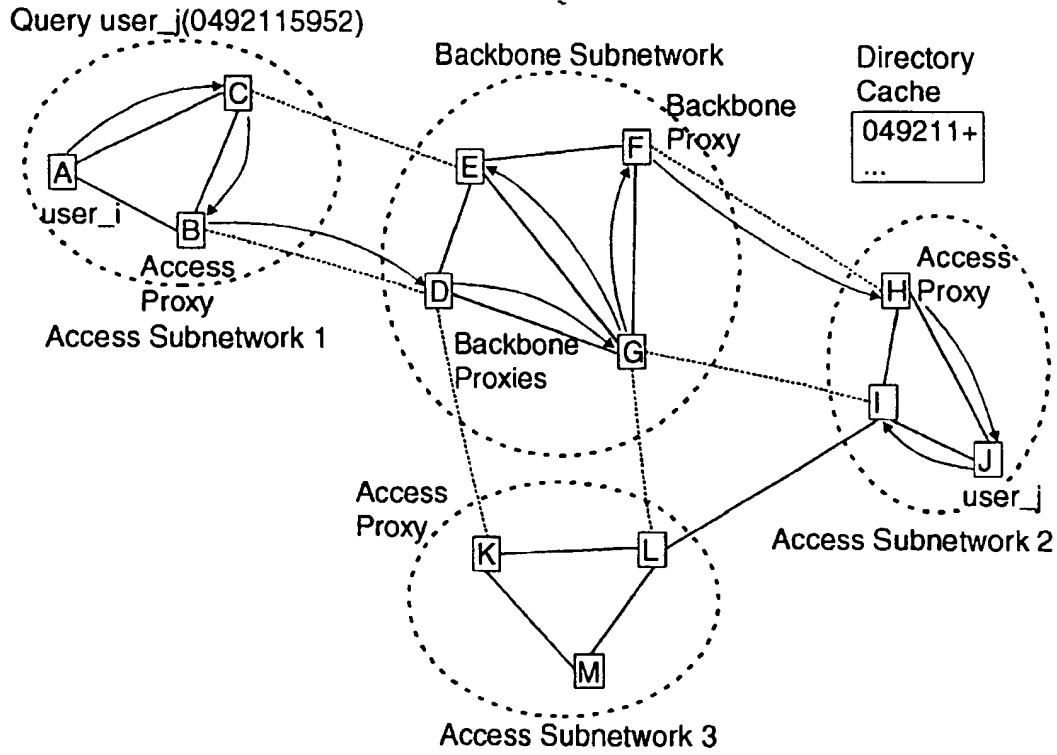 Query user_j(0492115952)
Backbone Subnetwork
Directory
Cache
049211+
...
C
Backbone
Proxy
F
A
E
user_i
B
Access
Proxy
Access Subnetwork 1
D
Backbone
Proxies
G
Access
Proxy
H
I
J
user_j
Access Subnetwork 2
Access
Proxy
K
L
M
Access Subnetwork 3